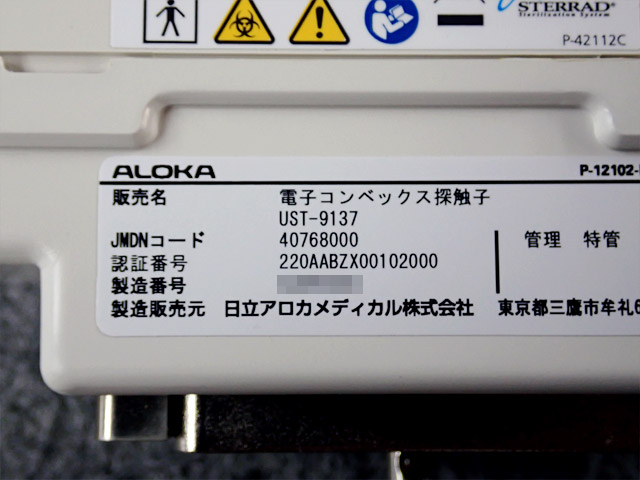 STERRAD®
Sterilization System
P-42112C
ALOKA
P-12102-
販売名 電子コンベックス探触子
UST-9137
JMDNコード 40768000 管理 特管
認証番号 220AABZX00102000
製造番号
製造販売元 日立アロカメディカル株式会社 東京都三鷹市牟礼6